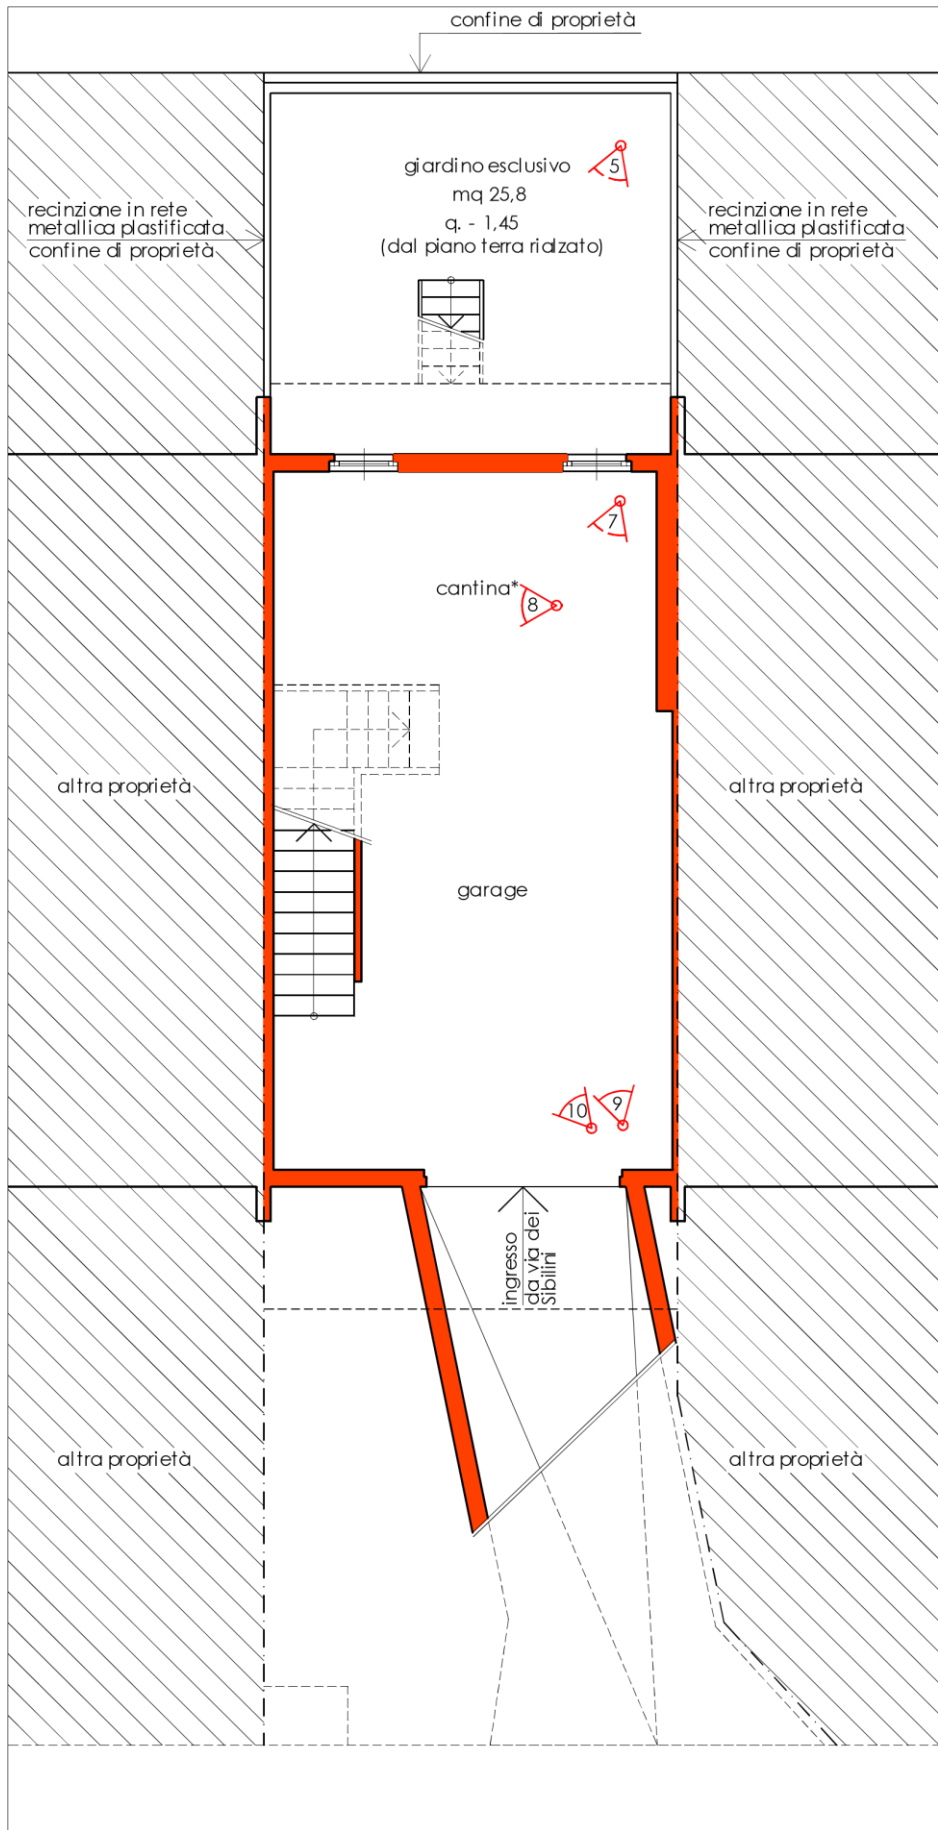 confine di proprietà
5
giardino esclusivo
mq 25,8
q. - 1,45
(dal piano terra rialzato)
recinzione in rete
metallica plastificata
confine di proprietà
recinzione in rete
metallica plastificata
confine di proprietà
7
cantina*
8
altra proprietà
altra proprietà
garage
10
9
ingresso
da via dei
Sibilini
altra proprietà
altra proprietà